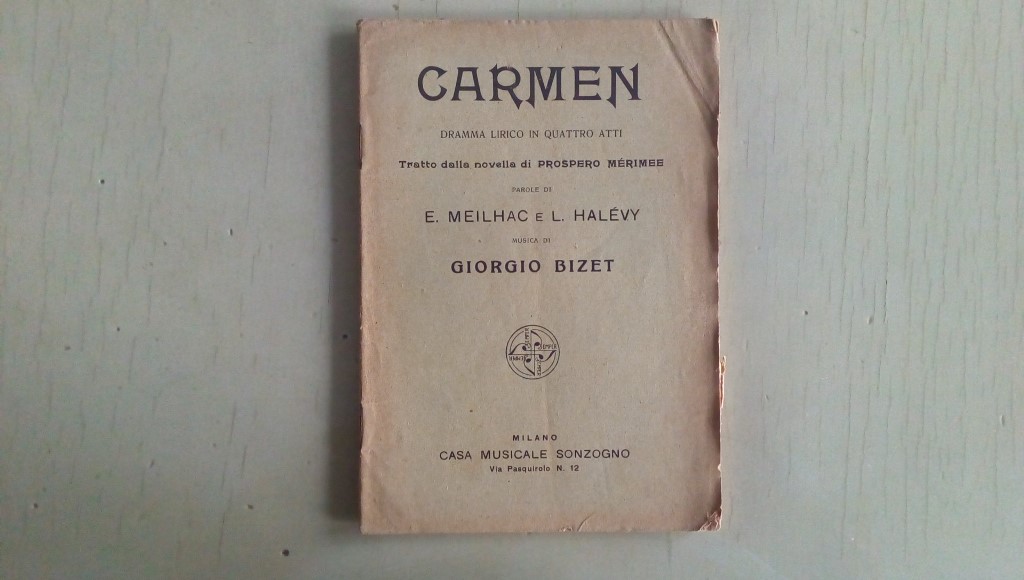 CARMEN
DRAMMA LIRICO IN QUATTRO ATTI
Tratto dalla novella di PROSPERO MÉRIMEE
PAROLE DI
E. MEILHAC E L. HALÉVY
MUSICA DI
GIORGIO BIZET
MILANO
CASA MUSICALE SONZOGNO
Via Pasquirolo N. 12